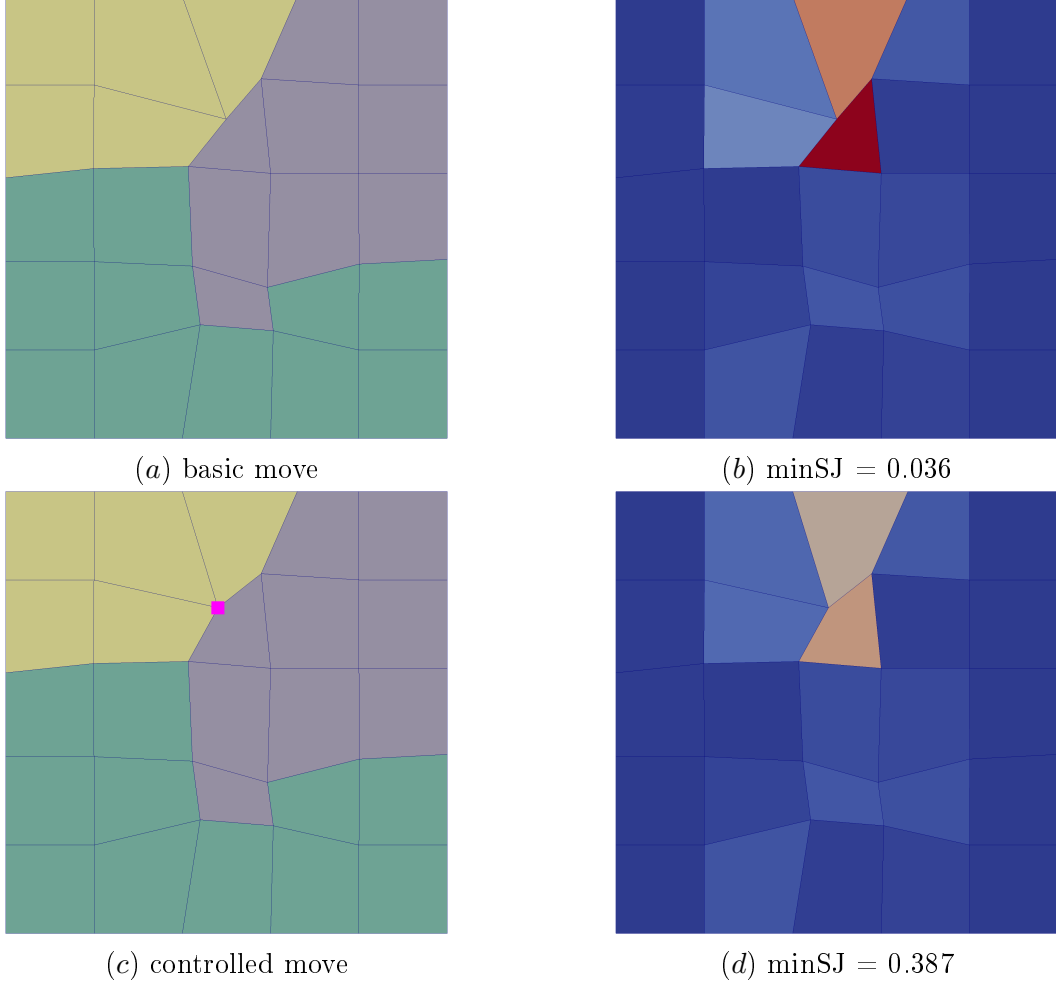 (a) basic move
(b) minSJ = 0.036
(c) controlled move
(d) minSJ = 0.387